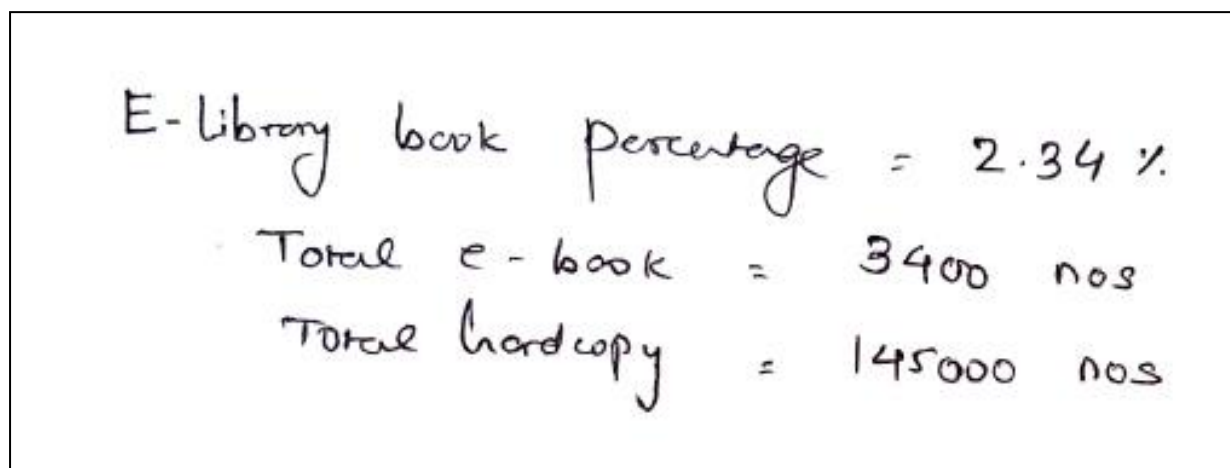 E-library book percentage = 2.34 %
Total e-book = 3400 nos
Total hardcopy = 145000 nos